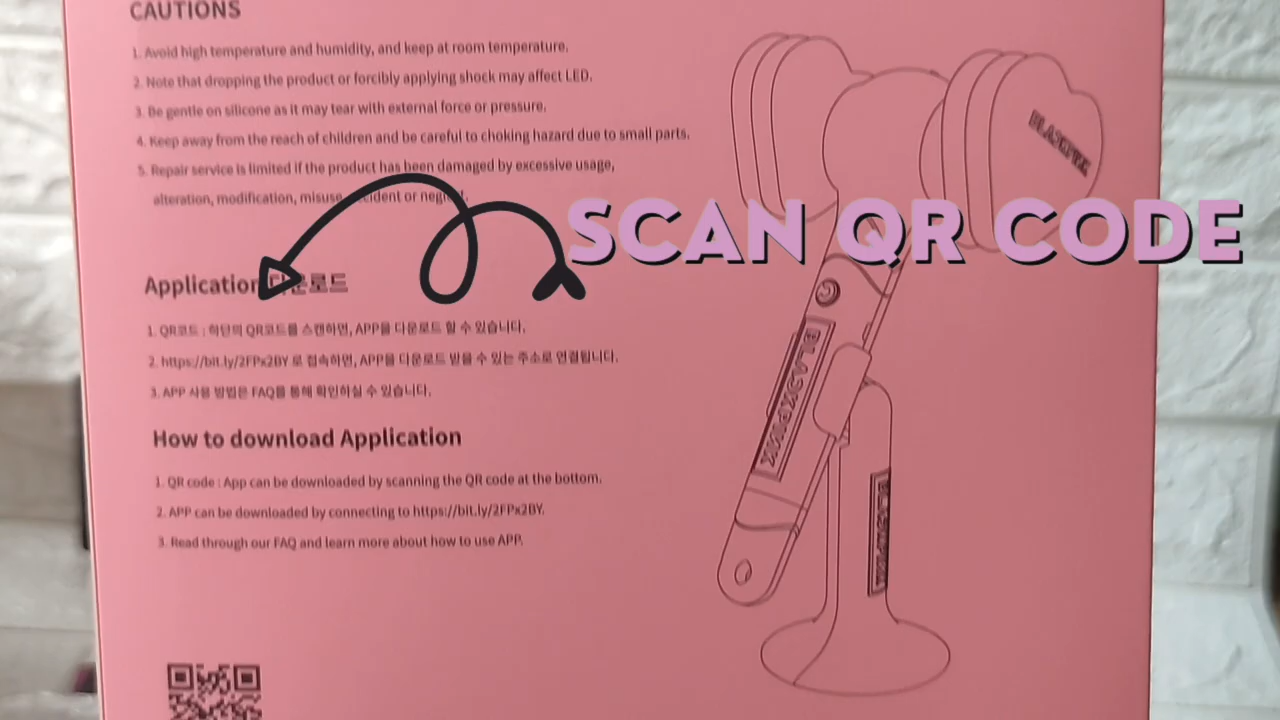 CAUTIONS
1. Avoid high temperature and humidity, and keep at room temperature.
2. Note that dropping the product or forcibly applying shock may affect LED.
3. Be gentle on silicone as it may tear with external force or pressure.
4. Keep away from the reach of children and be careful to choking hazard due to small parts.
5. Repair service is limited if the product has been damaged by excessive usage,
alteration, modification, misuse, or
SCAN QR CODE
Application 다운로드
1. QR코드 : 하단의 QR코드를 스캔하면, APP을 다운로드 할 수 있습니다.
2. https://bit.ly/2FPx2BY 로 접속하면, APP을 다운로드 받을 수 있는 주소로 연결됩니다.
3. APP 사용 방법은 FAQ를 통해 확인하실 수 있습니다.
How to download Application
1. QR code : App can be downloaded by scanning the QR code at the bottom.
2. APP can be downloaded by connecting to https://bit.ly/2FPx2BY.
3. Read through our FAQ and learn more about how to use APP.
BLACKPINK
BLACKPINK
BLACKPINK